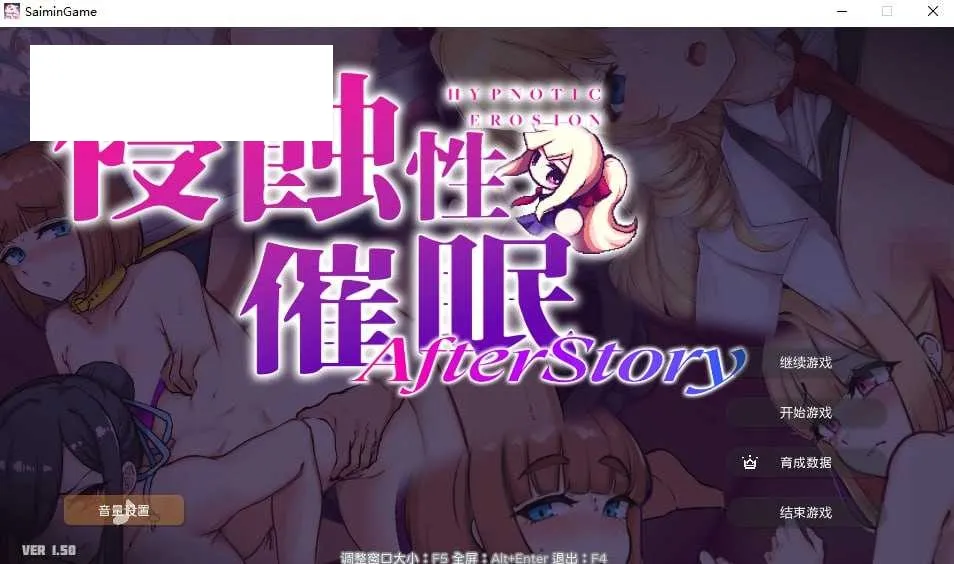 SaiminGame
HYPNOTIC
EROSION
侵蝕性
催眠
AfterStory
继续游戏
开始游戏
育成数据
结束游戏
音量设置
VER 1.50
调整窗口大小：F5 全屏：Alt+Enter 退出：F4